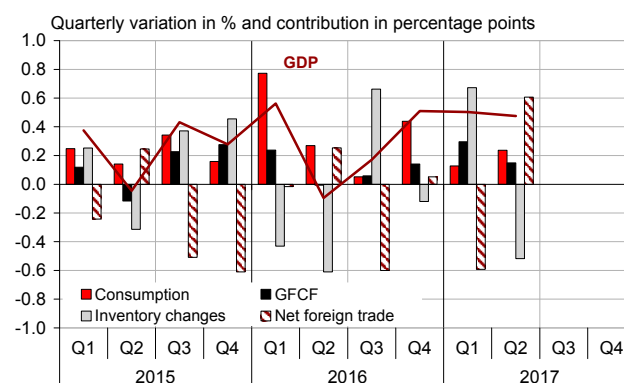 Quarterly variation in % and contribution in percentage points
1.0
0.8
0.6
0.4
0.2
0.0
-0.2
-0.4
-0.6
-0.8
-1.0
GDP
Consumption GFCF
Inventory changes Net foreign trade
Q1 Q2 Q3 Q4 Q1 Q2 Q3 Q4 Q1 Q2 Q3 Q4
2015 2016 2017